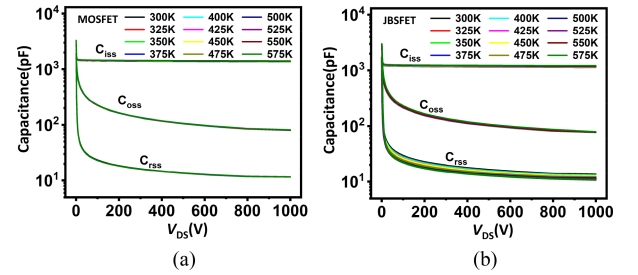 MOSFET
300K 400K 500K
325K 425K 525K
350K 450K 550K
375K 475K 575K
Ciss
Coss
Crss
Capacitance(pF)
10⁴
10³
10²
10¹
0 200 400 600 800 1000
VDS(V)
(a)
JBSFET
300K 400K 500K
325K 425K 525K
350K 450K 550K
375K 475K 575K
Ciss
Coss
Crss
Capacitance(pF)
10⁴
10³
10²
10¹
0 200 400 600 800 1000
VDS(V)
(b)